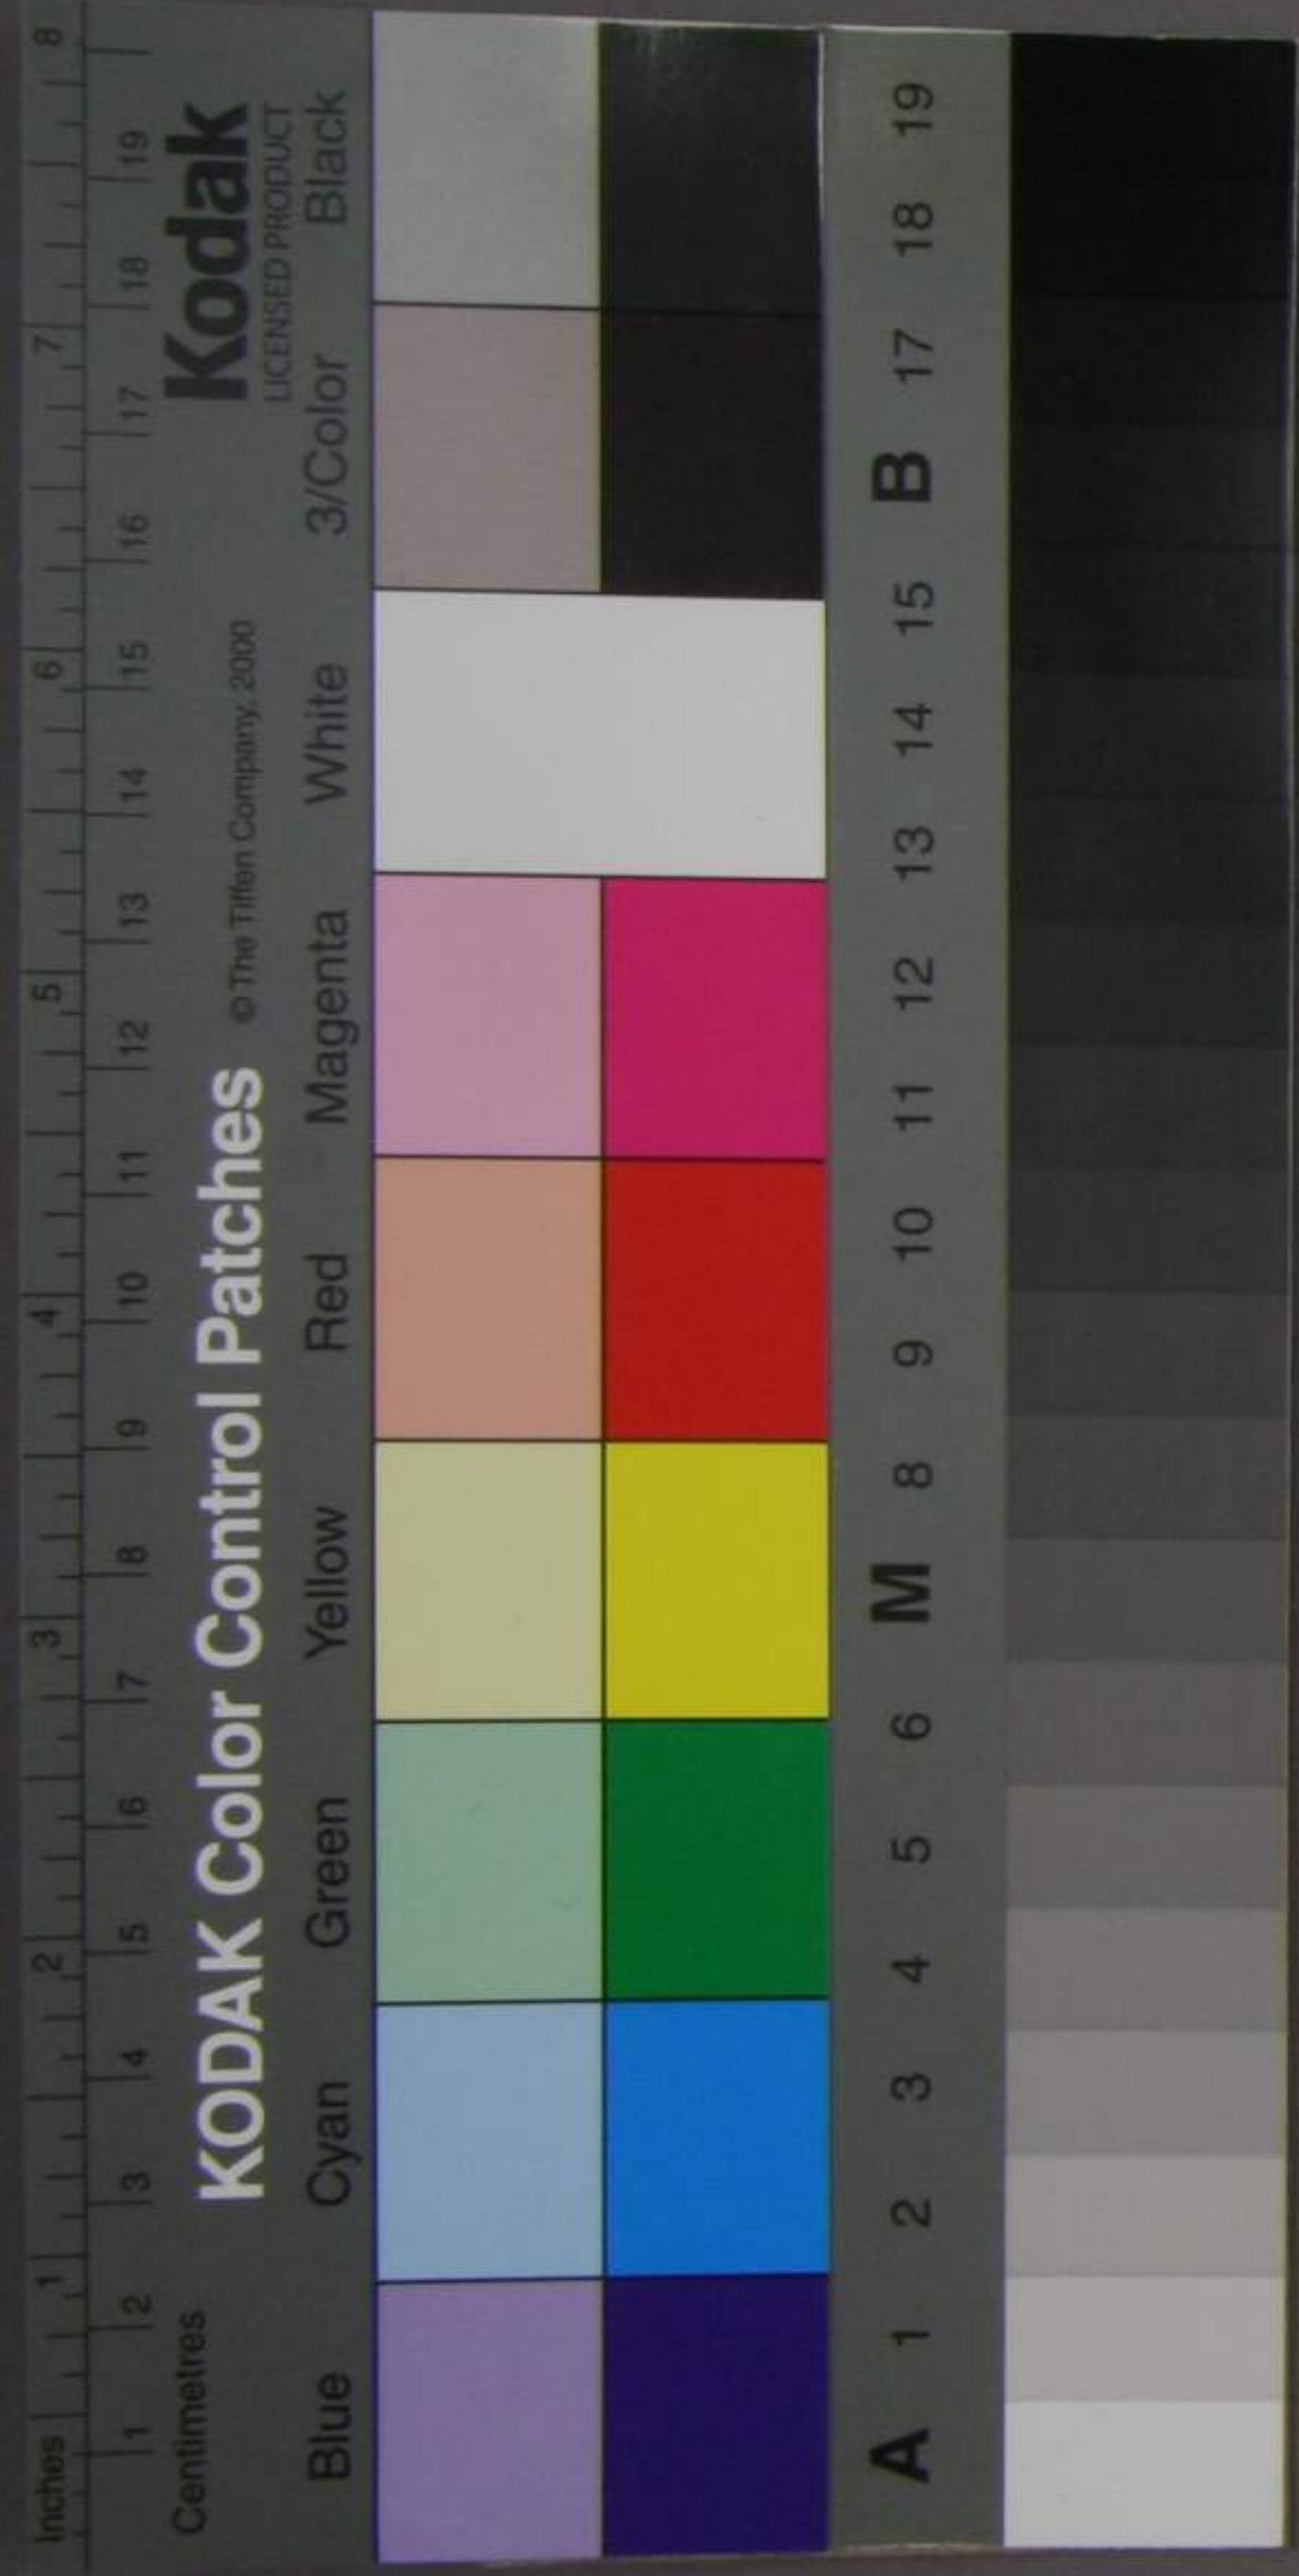 Inches 1 2 3 4 5 6 7 8
1 2 3 4 5 6 7 8 9 10 11 12 13 14 15 16 17 18 19
Centimetres
KODAK Color Control Patches © The Tiffen Company, 2000 Kodak
LICENSED PRODUCT
Blue Cyan Green Yellow Red Magenta White 3/Color Black
A 1 2 3 4 5 6 M 8 9 10 11 12 13 14 15 B 17 18 19